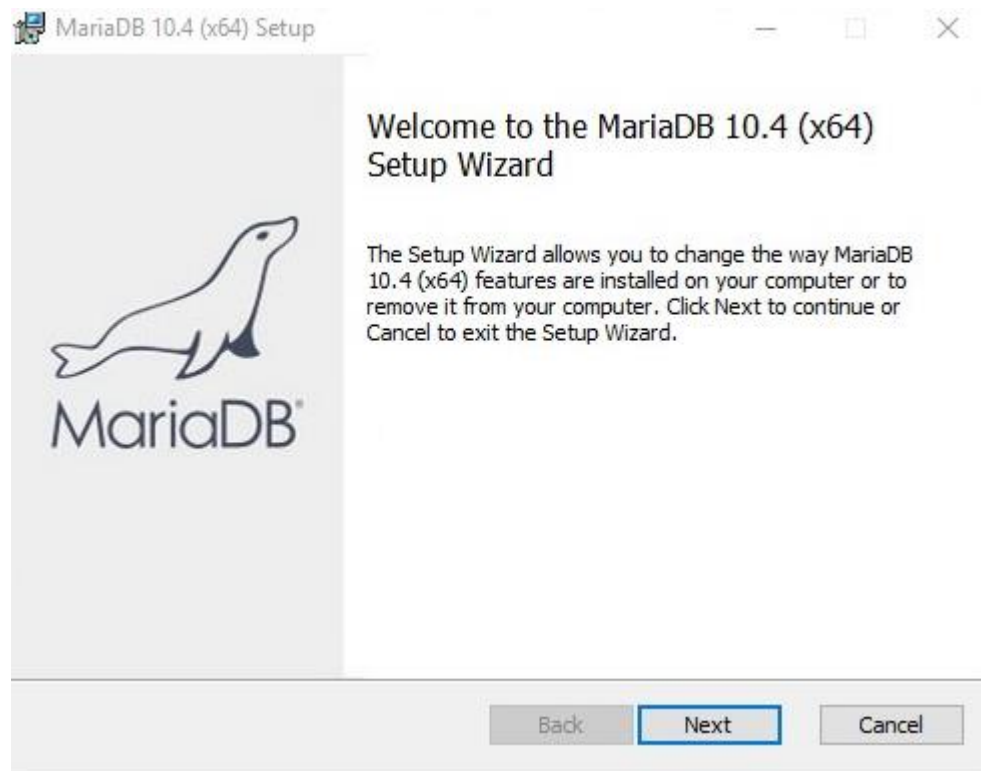 MariaDB 10.4 (x64) Setup
Welcome to the MariaDB 10.4 (x64)
Setup Wizard
The Setup Wizard allows you to change the way MariaDB
10.4 (x64) features are installed on your computer or to
remove it from your computer. Click Next to continue or
Cancel to exit the Setup Wizard.
MariaDB®
Back
Next
Cancel